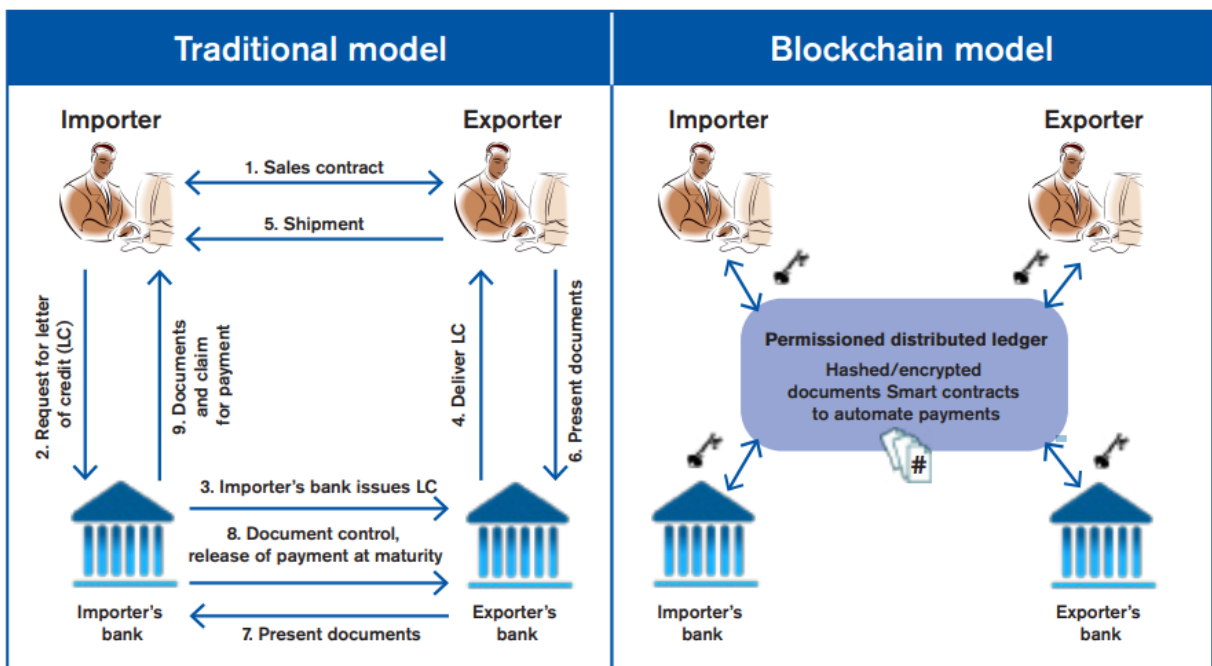 Traditional model
Blockchain model
Importer
Exporter
1. Sales contract
5. Shipment
2. Request for letter
of credit (LC)
9. Documents
and claim
for payment
4. Deliver LC
6. Present documents
3. Importer's bank issues LC
8. Document control,
release of payment at maturity
7. Present documents
Importer's
bank
Exporter's
bank
Importer
Exporter
Permissioned distributed ledger
Hashed/encrypted
documents Smart contracts
to automate payments
#
Importer's
bank
Exporter's
bank